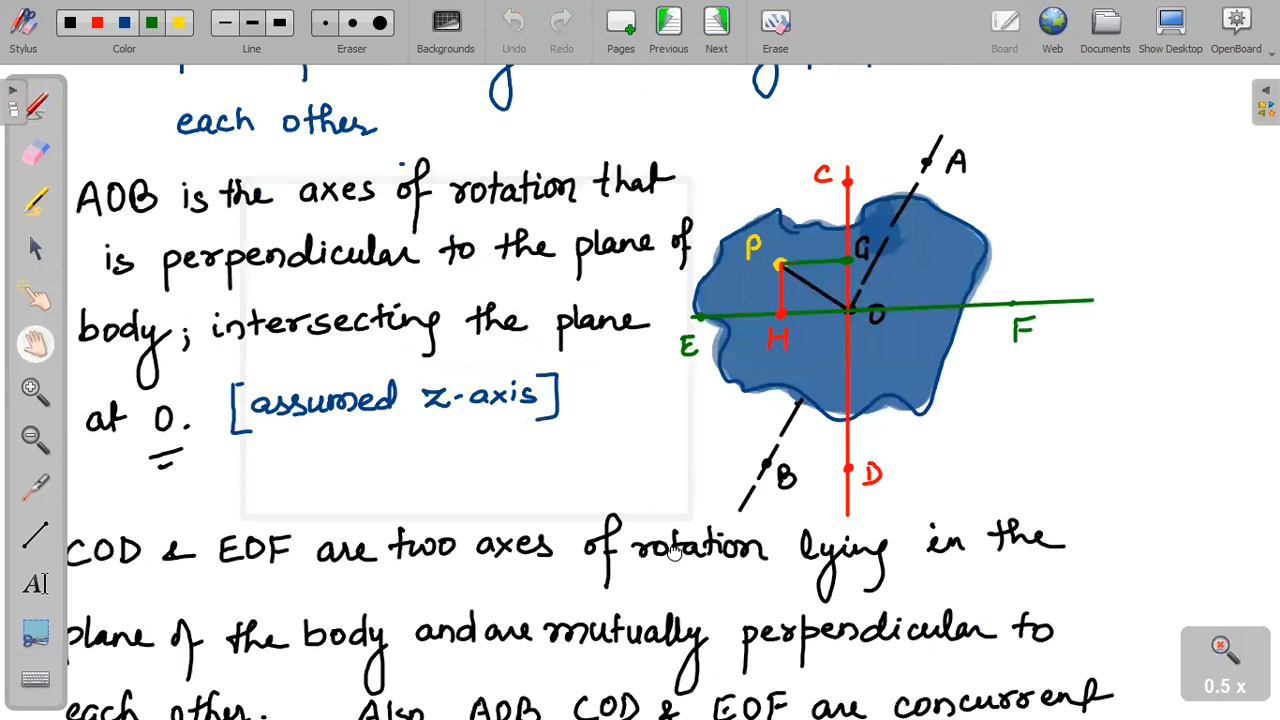 Stylus
Color
Line
Eraser
Backgrounds
Undo
Redo
Pages
Previous
Next
Erase
Board
Web
Documents
Show Desktop
OpenBoard
each other
AOB is the axes of rotation that
is perpendicular to the plane of
body; intersecting the plane
at O. [assumed z-axis]
C
A
P
G
O
E
H
F
B
D
COD & EOF are two axes of rotation lying in the
plane of the body and are mutually perpendicular to
each other. Also AOB COD & EOF are concurrent
AI
0.5 x